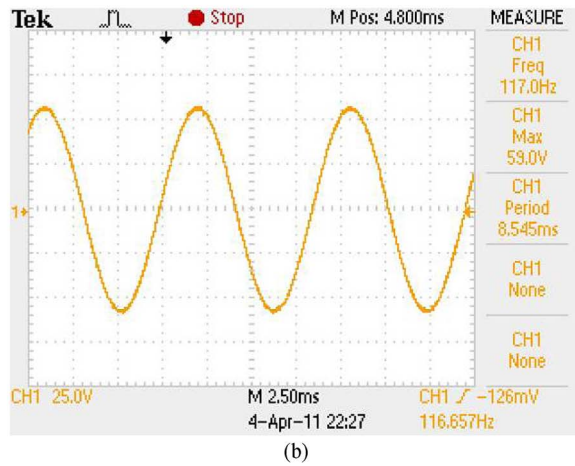 Tek Stop M Pos: 4.800ms MEASURE
CH1
Freq
117.0Hz
CH1
Max
59.0V
CH1
Period
8.545ms
CH1
None
CH1
None
1
CH1 25.0V M 2.50ms CH1 -126mV
4-Apr-11 22:27 116.657Hz
(b)